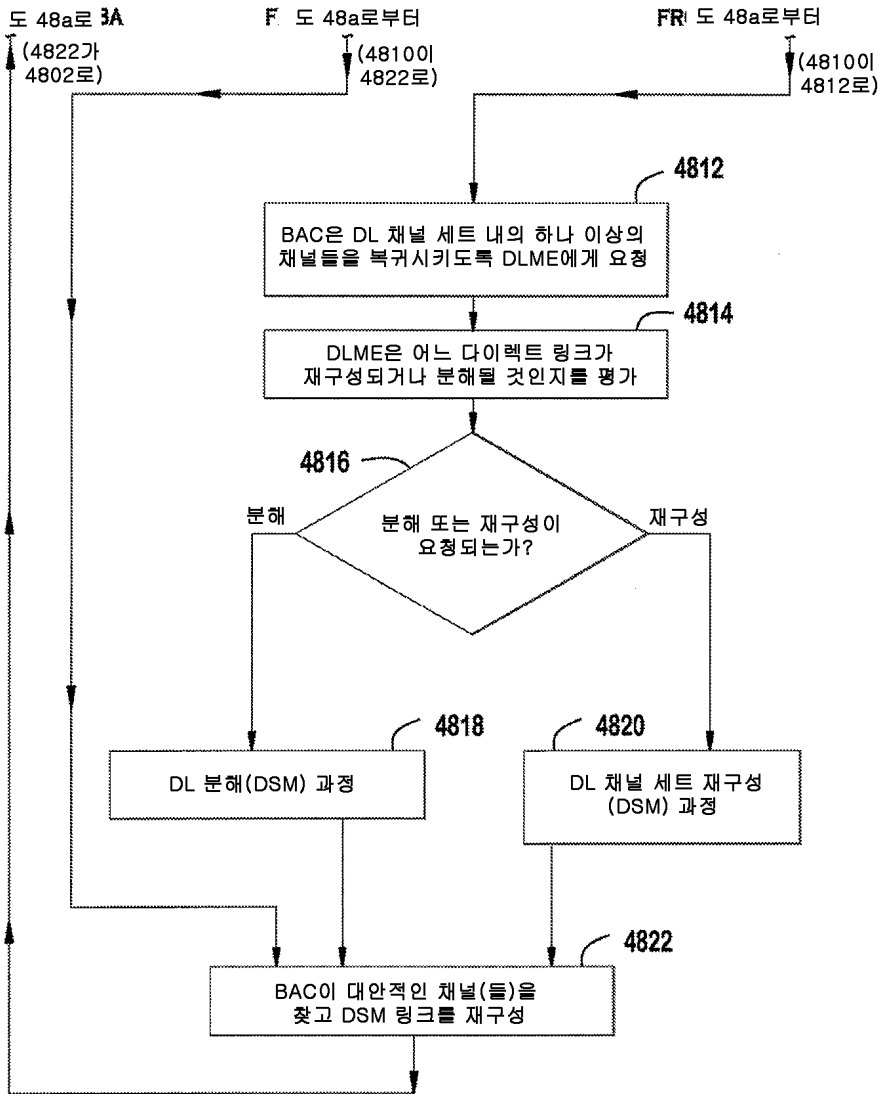 도 48a로 3A
(4822가
4802로)
F 도 48a로부터
(4810이
4822로)
FR 도 48a로부터
(4810이
4812로)
4812
BAC은 DL 채널 세트 내의 하나 이상의
채널들을 복귀시키도록 DLME에게 요청
4814
DLME은 어느 다이렉트 링크가
재구성되거나 분해될 것인지를 평가
4816
분해
분해 또는 재구성이
요청되는가?
재구성
4818
DL 분해(DSM) 과정
4820
DL 채널 세트 재구성
(DSM) 과정
4822
BAC이 대안적인 채널(들)을
찾고 DSM 링크를 재구성